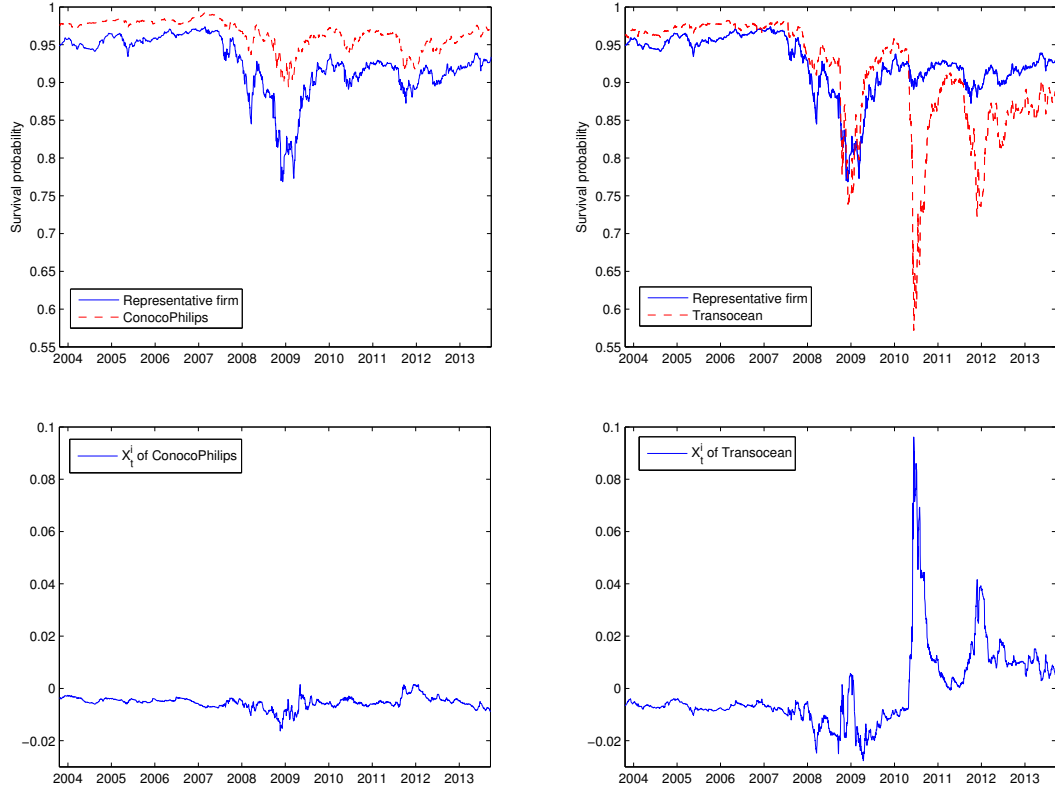 1
0.95
0.9
0.85
0.8
0.75
0.7
0.65
0.6
0.55
Survival probability
Representative firm
ConocoPhilips
2004 2005 2006 2007 2008 2009 2010 2011 2012 2013
1
0.95
0.9
0.85
0.8
0.75
0.7
0.65
0.6
0.55
Survival probability
Representative firm
Transocean
2004 2005 2006 2007 2008 2009 2010 2011 2012 2013
0.1
0.08
0.06
0.04
0.02
0
−0.02
X_t^i of ConocoPhilips
2004 2005 2006 2007 2008 2009 2010 2011 2012 2013
0.1
0.08
0.06
0.04
0.02
0
−0.02
X_t^i of Transocean
2004 2005 2006 2007 2008 2009 2010 2011 2012 2013